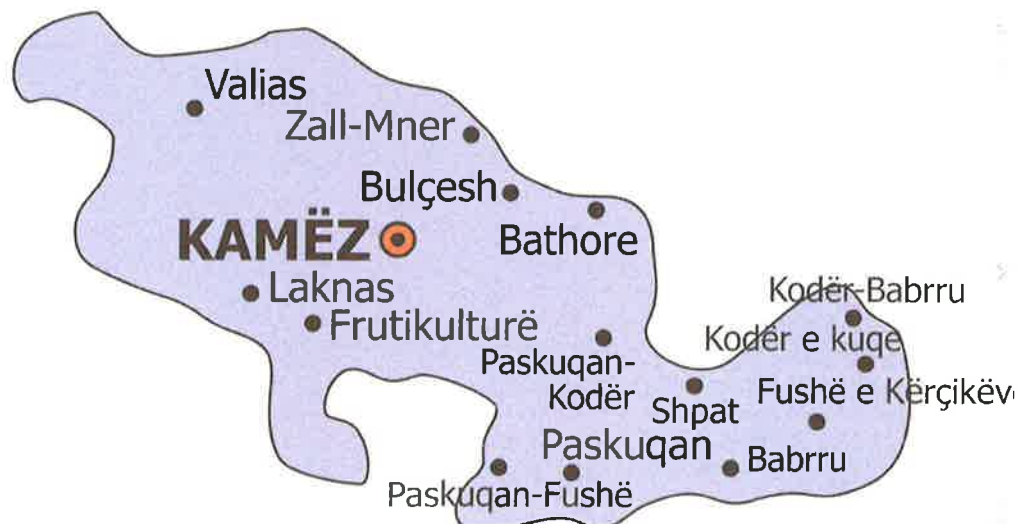 Valias
Zall-Mner
Bulçesh
KAMËZ
Bathore
Laknas
Frutikulturë
Kodër-Babrru
Kodër e kuqe
Paskuqan-
Kodër
Shpat
Fushë e Kërçikëv
Paskuqan
Babrru
Paskuqan-Fushë